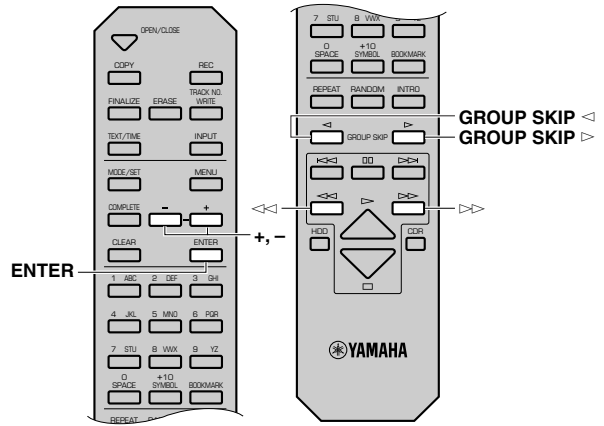 OPEN/CLOSE
COPY REC
FINALIZE ERASE TRACK NO. WRITE
TEXT/TIME INPUT
MODE/SET MENU
COMPLETE – +
CLEAR ENTER
1 ABC 2 DEF 3 GHI
4 JKL 5 MNO 6 PQR
7 STU 8 VWX 9 YZ
0 SPACE +10 SYMBOL BOOKMARK
REPEAT
ENTER
+, –
7 STU 8 VWX
0 SPACE +10 SYMBOL BOOKMARK
REPEAT RANDOM INTRO
◁ GROUP SKIP ▷
HDD CDR
YAMAHA
GROUP SKIP ◁
GROUP SKIP ▷
◁◁
▷▷